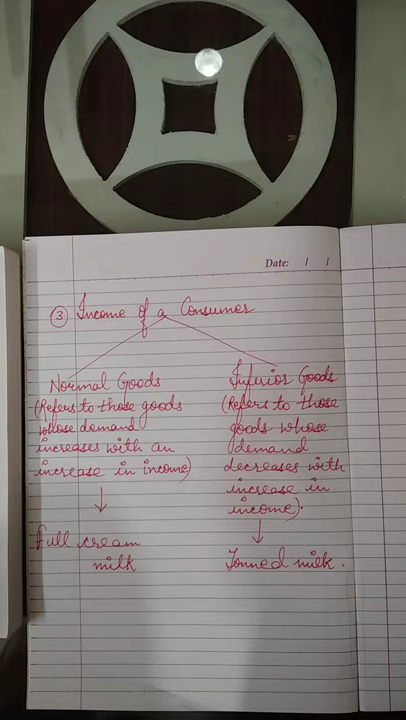 Date: / /
③ Income of a Consumer
Normal Goods
(Refers to those goods
whose demand
increases with an
increase in income)
↓
Full cream
milk
Inferior Goods
(Refers to those
goods whose
demand
decreases with
increase in
income).
↓
Tonned milk.